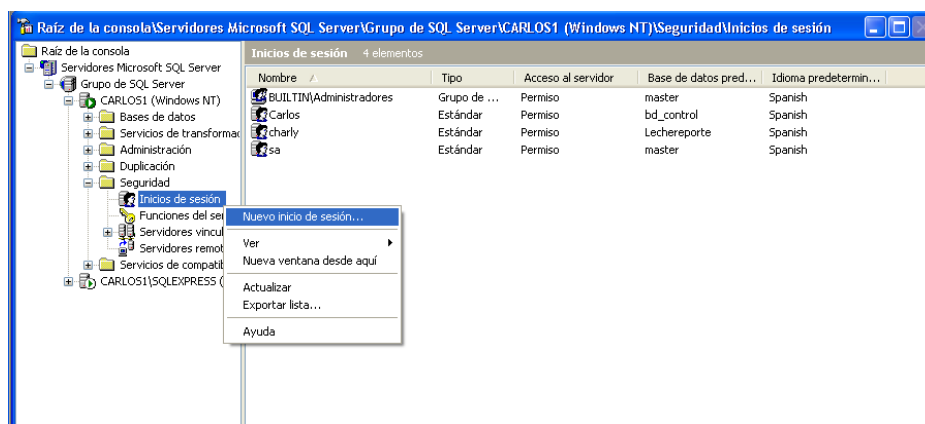 Raíz de la consola\Servidores Microsoft SQL Server\Grupo de SQL Server\CARLOS1 (Windows NT)\Seguridad\Inicios de sesión
Raíz de la consola
Servidores Microsoft SQL Server
Grupo de SQL Server
CARLOS1 (Windows NT)
Bases de datos
Servicios de transformac
Administración
Duplicación
Seguridad
Inicios de sesión
Funciones del ser
Servidores vincul
Servidores remot
Servicios de compatib
CARLOS1\SQLEXPRESS (
Inicios de sesión 4 elementos
Nombre Tipo Acceso al servidor Base de datos pred... Idioma predetermin...
BUILTIN\Administradores Grupo de ... Permiso master Spanish
Carlos Estándar Permiso bd_control Spanish
charly Estándar Permiso Lechereporte Spanish
sa Estándar Permiso master Spanish
Nuevo inicio de sesión...
Ver
Nueva ventana desde aquí
Actualizar
Exportar lista...
Ayuda